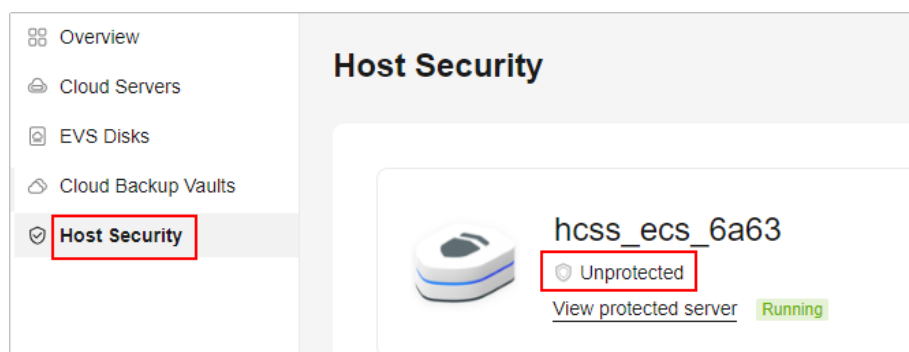 Overview
Cloud Servers
EVS Disks
Cloud Backup Vaults
Host Security
Host Security
hcss_ecs_6a63
Unprotected
View protected server Running